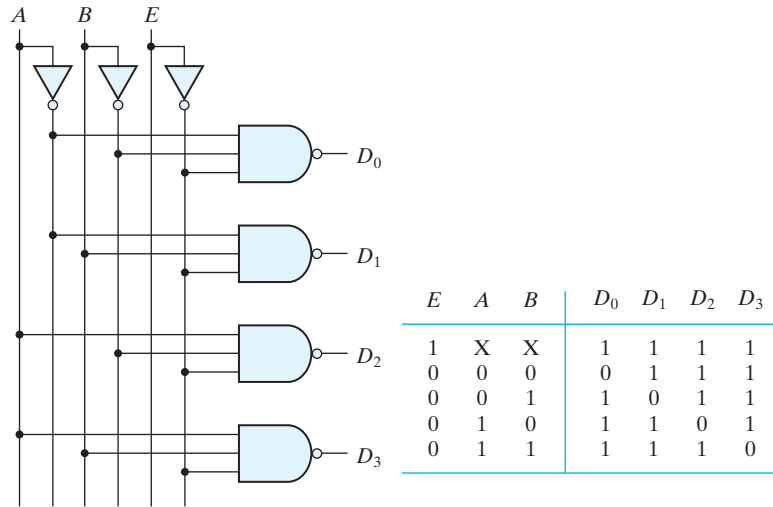 A B E
D0
D1
D2
D3
E A B D0 D1 D2 D3
1 X X 1 1 1 1
0 0 0 0 1 1 1
0 0 1 1 0 1 1
0 1 0 1 1 0 1
0 1 1 1 1 1 0